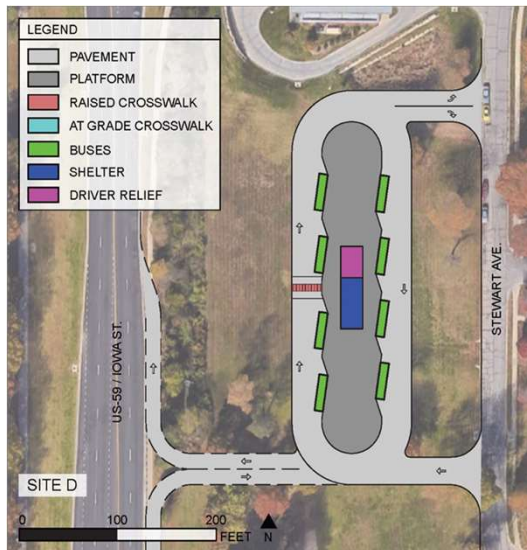 LEGEND
PAVEMENT
PLATFORM
RAISED CROSSWALK
AT GRADE CROSSWALK
BUSES
SHELTER
DRIVER RELIEF
US-59 / IOWA ST.
STEWART AVE.
SITE D
0 100 200
FEET N